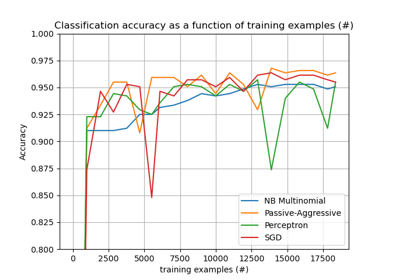 Classification accuracy as a function of training examples (#)
1.000
0.975
0.950
0.925
0.900
0.875
0.850
0.825
0.800
Accuracy
NB Multinomial
Passive-Aggressive
Perceptron
SGD
0 2500 5000 7500 10000 12500 15000 17500
training examples (#)